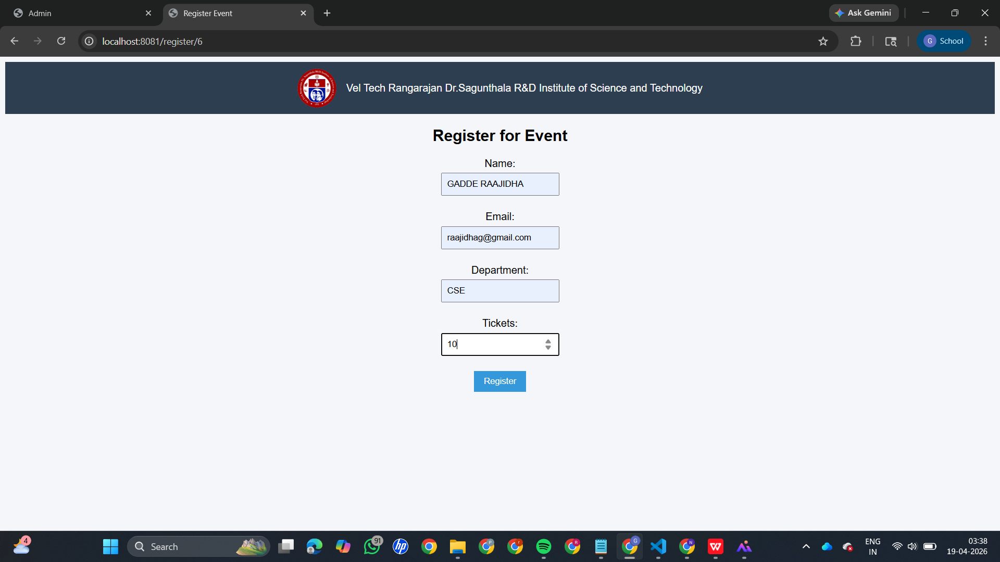 Admin
Register Event
Ask Gemini
localhost:8081/register/6
G School
Vel Tech Rangarajan Dr.Sagunthala R&D Institute of Science and Technology
Register for Event
Name:
GADDE RAAJIDHA
Email:
raajidhag@gmail.com
Department:
CSE
Tickets:
10
Register
4
Search
91
hp
P
r
R
G
N
W
ENG
IN
03:38
19-04-2026